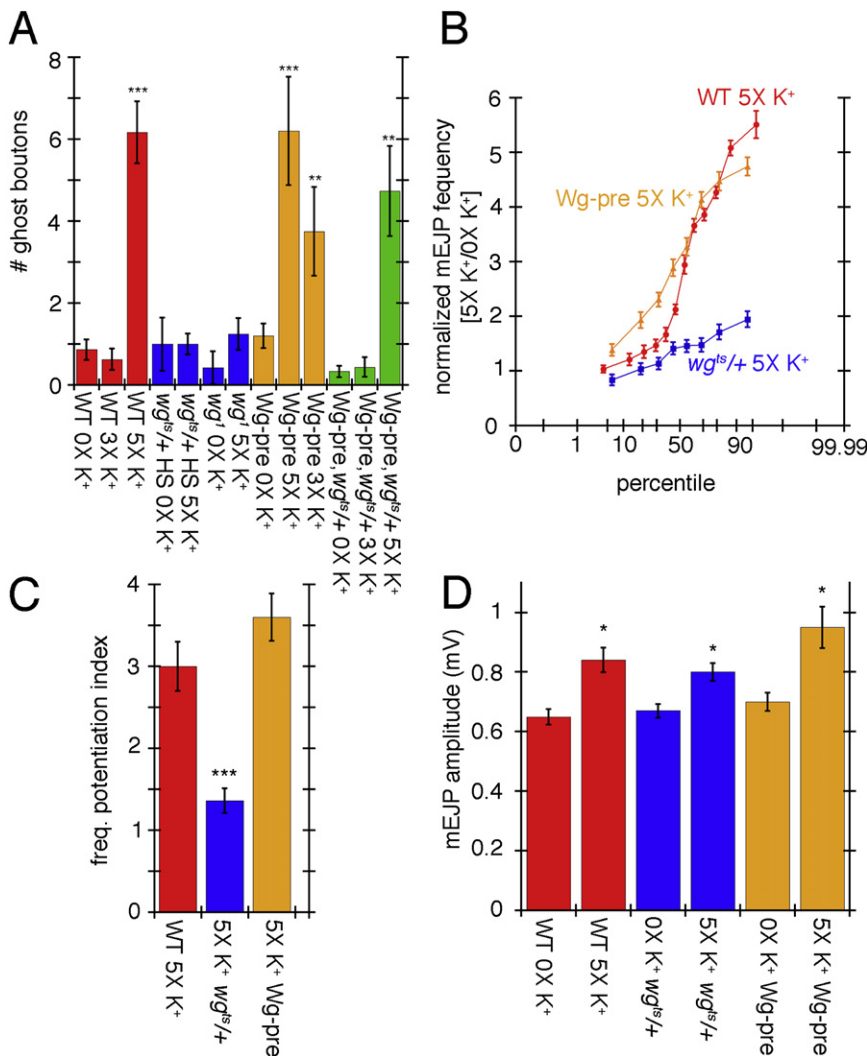 A
# ghost boutons
8
6
4
2
0
***
***
**
**
WT 0X K⁺
WT 3X K⁺
WT 5X K⁺
wgᵗˢ/+ HS 0X K⁺
wgᵗˢ/+ HS 5X K⁺
wg¹ 0X K⁺
wg¹ 5X K⁺
Wg-pre 0X K⁺
Wg-pre 5X K⁺
Wg-pre 3X K⁺
Wg-pre, wgᵗˢ/+ 0X K⁺
Wg-pre, wgᵗˢ/+ 3X K⁺
Wg-pre, wgᵗˢ/+ 5X K⁺
B
normalized mEJP fequency
[5X K⁺/0X K⁺]
6
5
4
3
2
1
0
WT 5X K⁺
Wg-pre 5X K⁺
wgᵗˢ/+ 5X K⁺
0
1
10
50
90
99.99
percentile
C
freq. potentiation index
4
3
2
1
0
***
WT 5X K⁺
5X K⁺ wgᵗˢ/+
5X K⁺ Wg-pre
D
mEJP amplitude (mV)
1
0.8
0.6
0.4
0.2
0
*
*
*
WT 0X K⁺
WT 5X K⁺
0X K⁺ wgᵗˢ/+
5X K⁺ wgᵗˢ/+
0X K⁺ Wg-pre
5X K⁺ Wg-pre